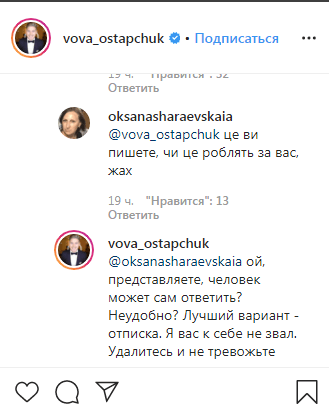 vova_ostapchuk • Подписаться
19 ч. "Нравится": 52
Ответить
oksanasharaevskaia
@vova_ostapchuk це ви
пишете, чи це роблять за вас,
жах
19 ч. "Нравится": 13
Ответить
vova_ostapchuk
@oksanasharaevskaia ой,
представляете, человек
может сам ответить?
Неудобно? Лучший вариант -
отписка. Я вас к себе не звал.
Удалитесь и не тревожьте